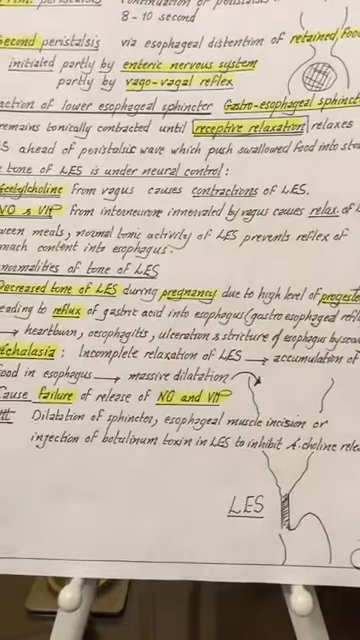 peristalsis
8 - 10 second
Second peristalsis via esophageal distention of retained food
initiated partly by enteric nervous system
partly by vago-vagal reflex
action of lower esophageal sphincter Gastro-esophageal sphinct
remains tonically contracted until receptive relaxation relaxes
S ahead of peristalsis wave which push swallowed food into sto
tone of LES is under neural control:
Acetylcholine from vagus causes contractions of LES.
NO & VIP from interneurone innervated by vagus causes relax. of L
ween meals, normal tonic activity of LES prevents reflex of
mach content into esophagus.
normalities of tone of LES
Decreased tone of LES during pregnancy due to high level of progest
eading to reflux of gastric acid into esophagus (gastro esophageal refl
→ heartburn, oesophagitis, ulceration & stricture of esophagus by
Achalasia: Incomplete relaxation of LES → accumulation of
food in esophagus → massive dilatation
Cause failure of release of NO and VIP
ttt Dilatation of sphincter, esophageal muscle incision or
injection of botulinum toxin in LES to inhibit A.choline relea
LES